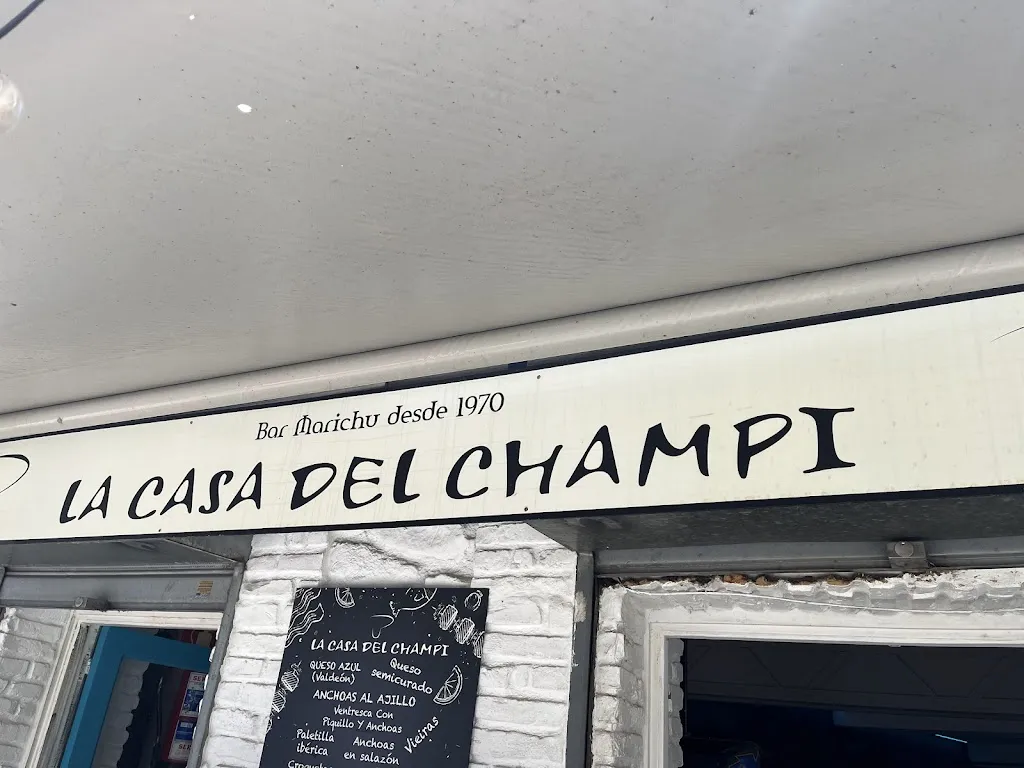 Bar Marichu desde 1970
LA CASA DEL CHAMPI
LA CASA DEL CHAMPI
QUESO AZUL
(Valdeón)
Queso
semicurado
ANCHOAS AL AJILLO
Ventresca Con
Piquillo Y Anchoas
Paletilla
ibérica
Anchoas
en salazón
Vieiras